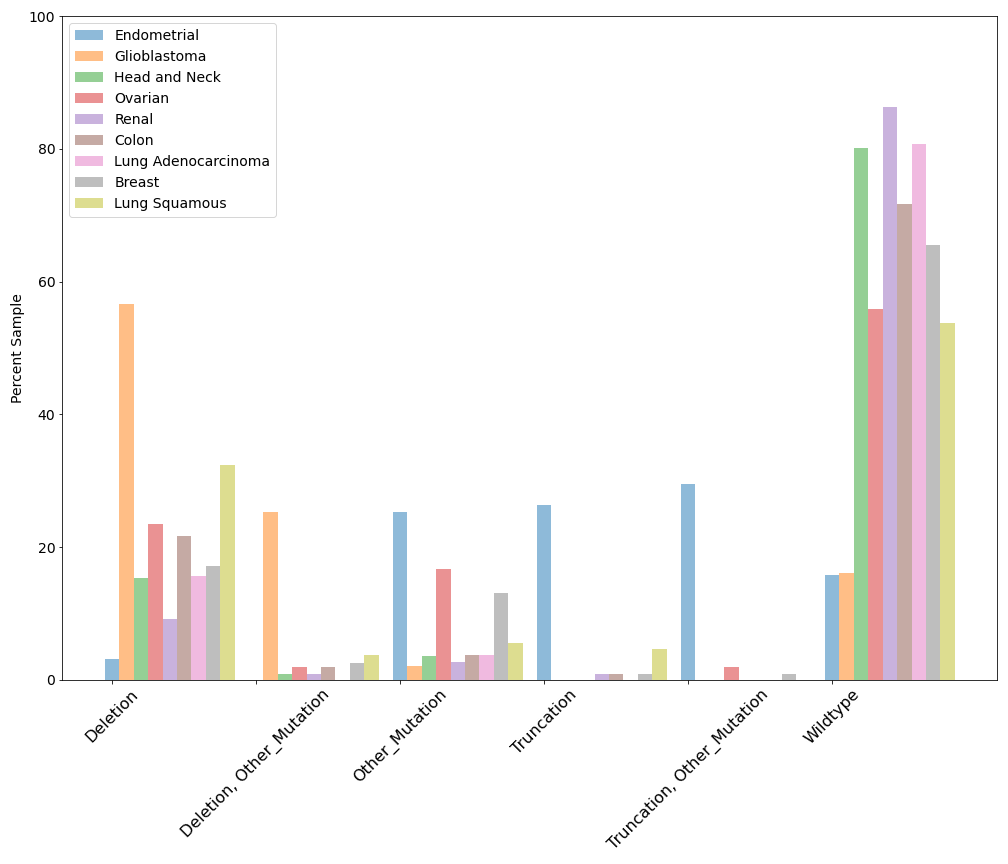 100
80
60
40
20
0
Percent Sample
Endometrial
Glioblastoma
Head and Neck
Ovarian
Renal
Colon
Lung Adenocarcinoma
Breast
Lung Squamous
Deletion
Deletion, Other_Mutation
Other_Mutation
Truncation
Truncation, Other_Mutation
Wildtype